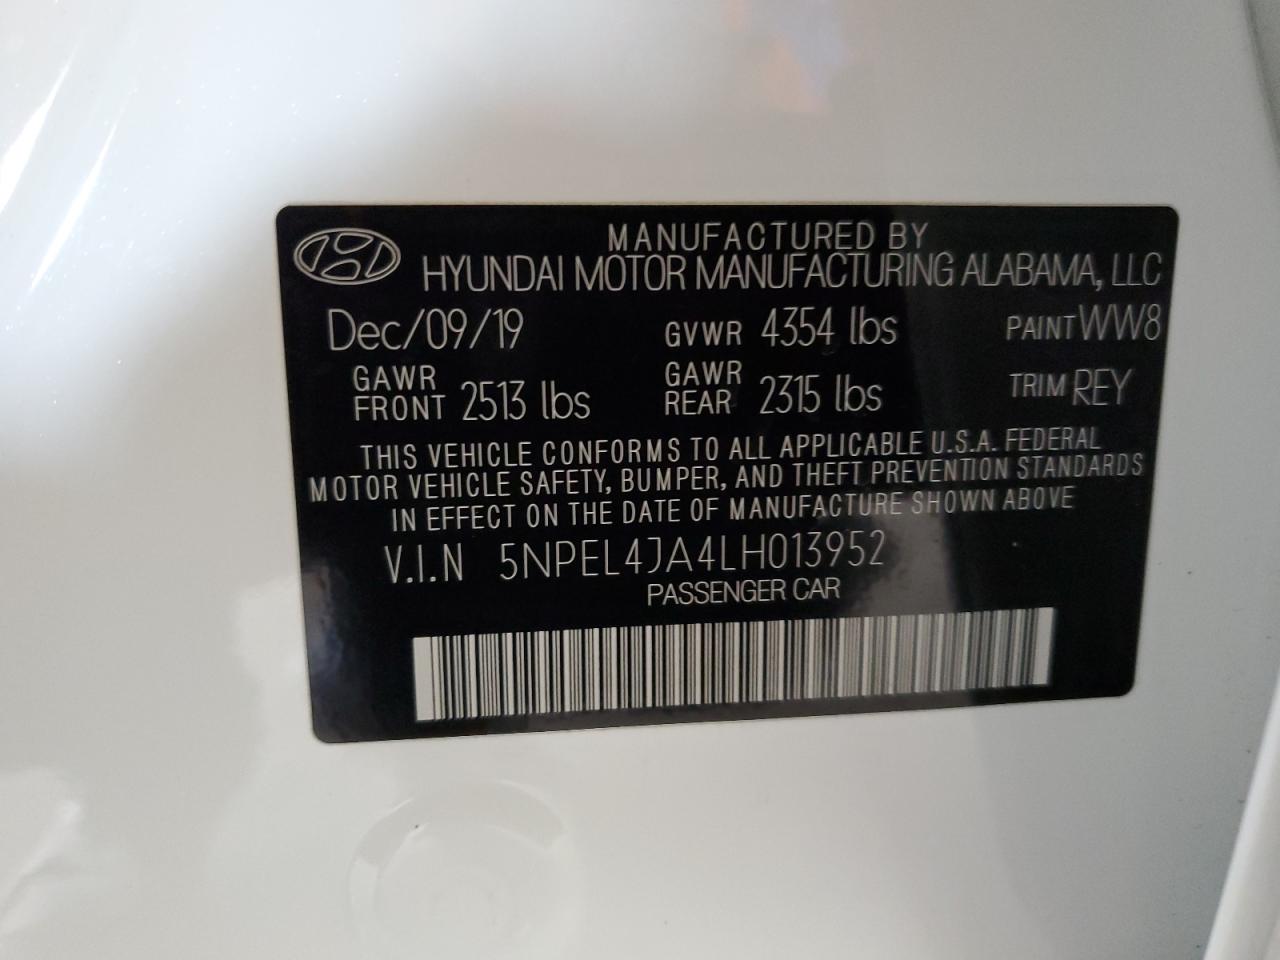 MANUFACTURED BY
HYUNDAI MOTOR MANUFACTURING ALABAMA, LLC
Dec/09/19 GVWR 4354 lbs PAINT WW8
GAWR FRONT 2513 lbs GAWR REAR 2315 lbs TRIM REY
THIS VEHICLE CONFORMS TO ALL APPLICABLE U.S.A. FEDERAL
MOTOR VEHICLE SAFETY, BUMPER, AND THEFT PREVENTION STANDARDS
IN EFFECT ON THE DATE OF MANUFACTURE SHOWN ABOVE
V.I.N 5NPEL4JA4LH013952
PASSENGER CAR